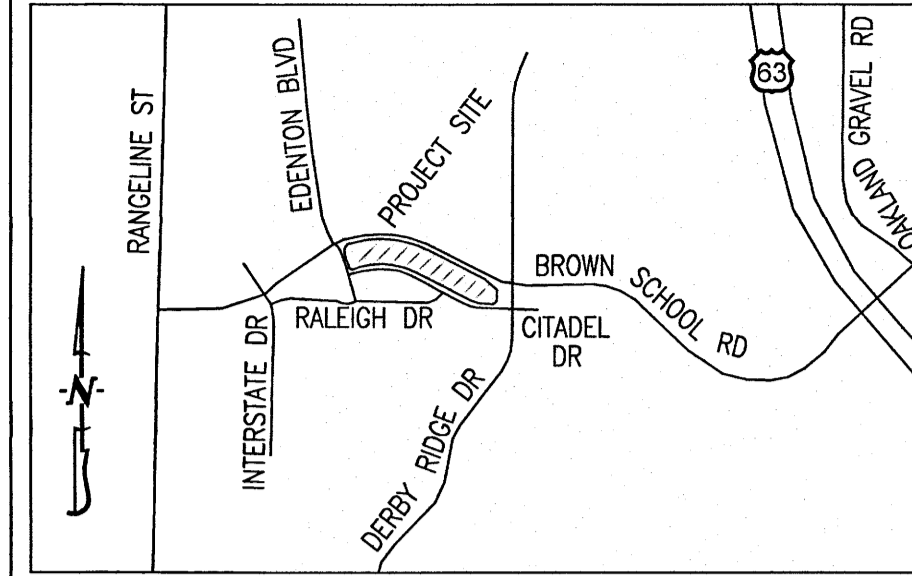 RANGELINE ST
EDENTON BLVD
PROJECT SITE
63
OAKLAND GRAVEL RD
BROWN SCHOOL RD
RALEIGH DR
CITADEL
DR
INTERSTATE DR
DERBY RIDGE DR
N